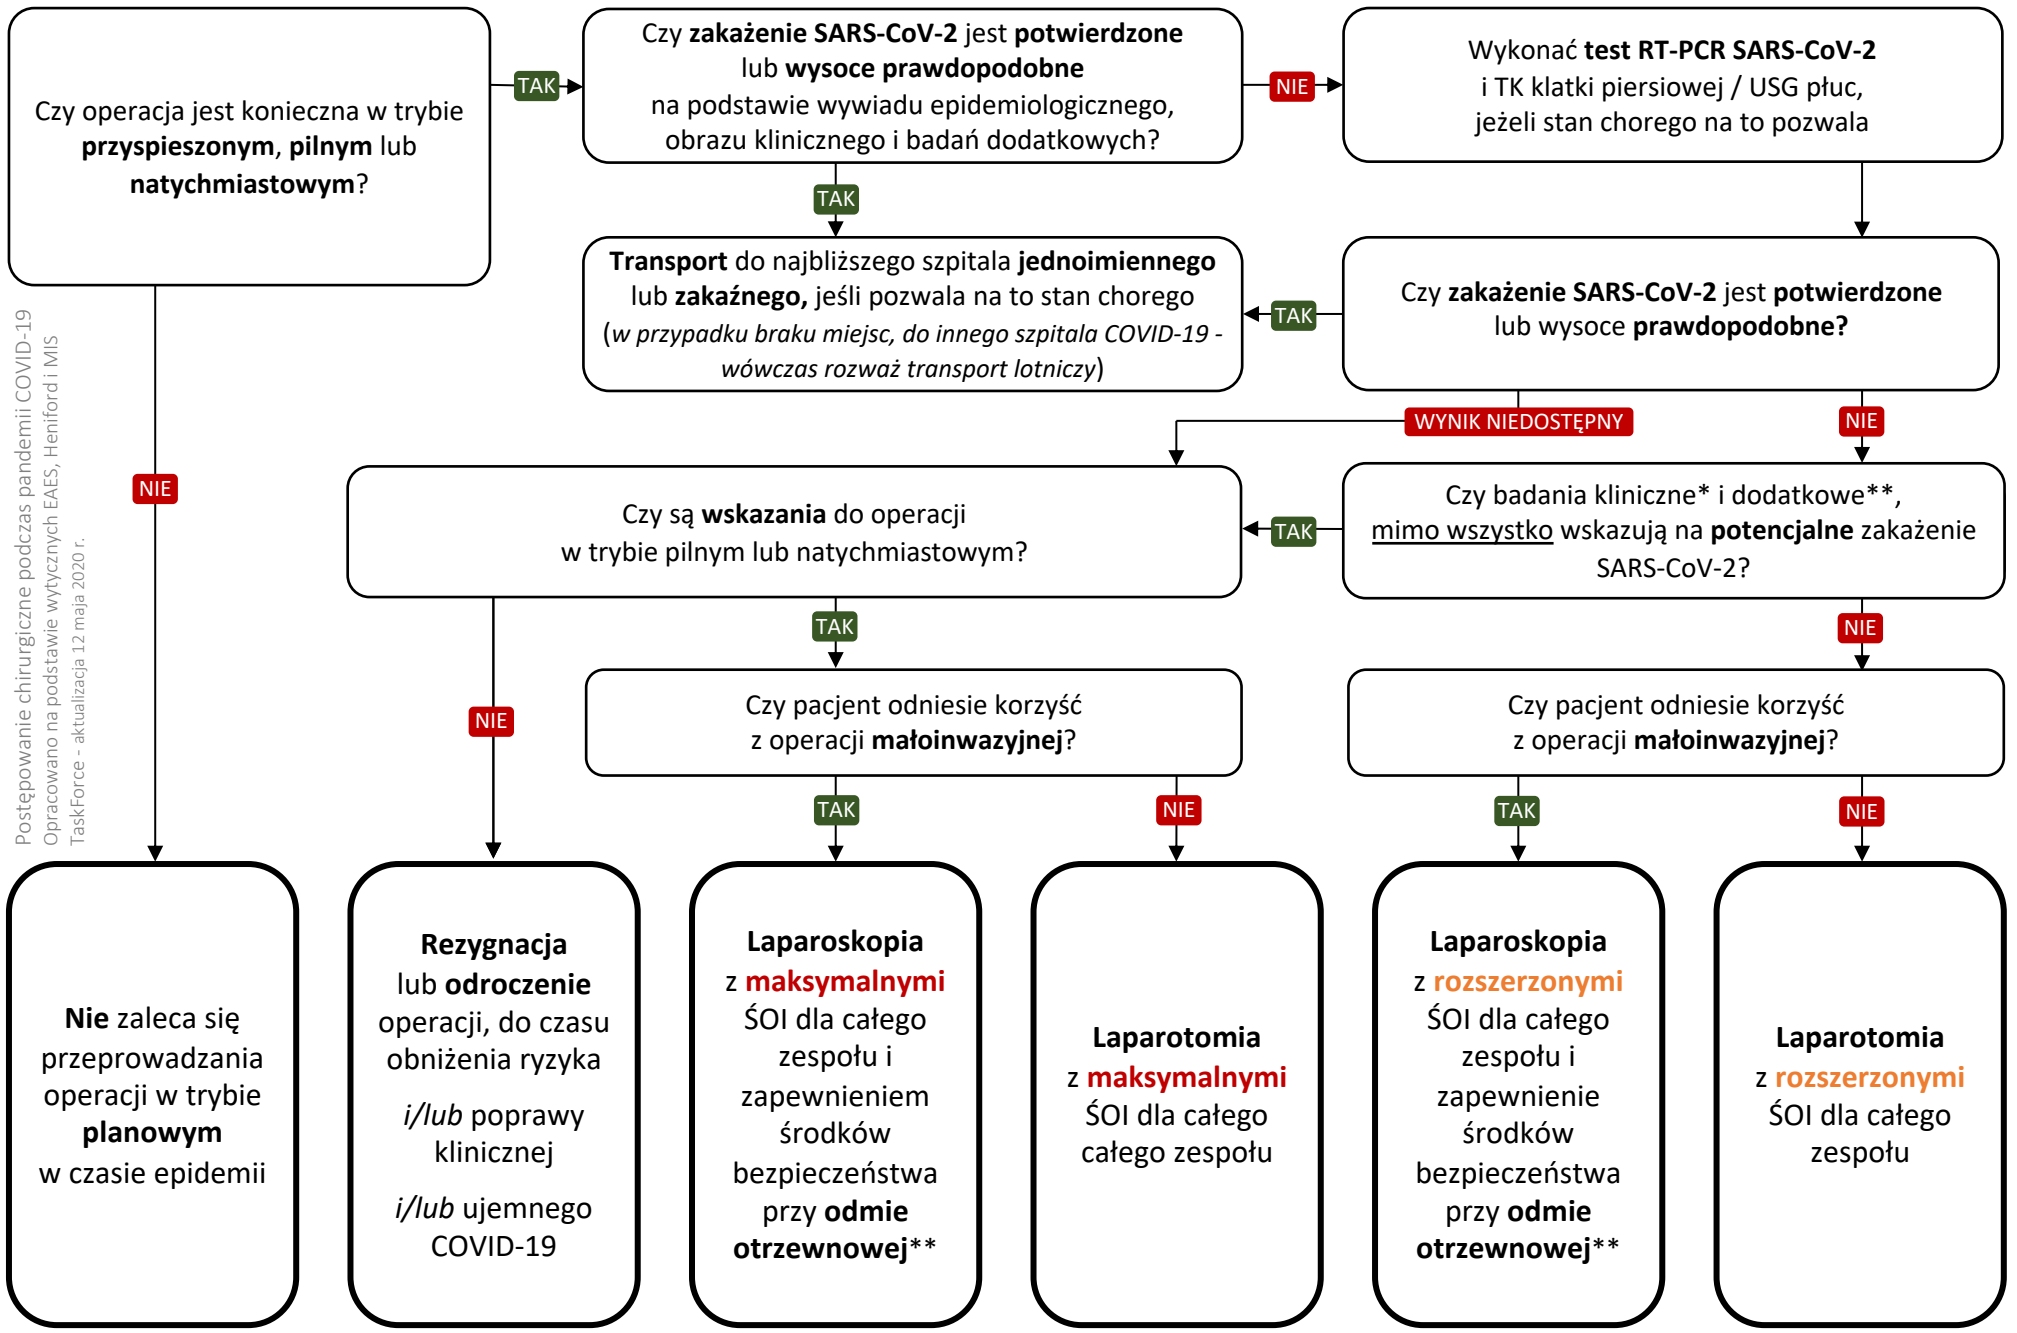 Czy operacja jest konieczna w trybie
przyspieszonym, pilnym lub
natychmiastowym?
TAK
Czy zakażenie SARS-CoV-2 jest potwierdzone
lub wysoce prawdopodobne
na podstawie wywiadu epidemiologicznego,
obrazu klinicznego i badań dodatkowych?
NIE
Wykonać test RT-PCR SARS-CoV-2
i TK klatki piersiowej / USG płuc,
jeżeli stan chorego na to pozwala
TAK
Transport do najbliższego szpitala jednoimiennego
lub zakaźnego, jeśli pozwala na to stan chorego
(w przypadku braku miejsc, do innego szpitala COVID-19 -
wówczas rozważ transport lotniczy)
TAK
Czy zakażenie SARS-CoV-2 jest potwierdzone
lub wysoce prawdopodobne?
WYNIK NIEDOSTĘPNY
NIE
NIE
Czy są wskazania do operacji
w trybie pilnym lub natychmiastowym?
TAK
Czy badania kliniczne* i dodatkowe**,
mimo wszystko wskazują na potencjalne zakażenie
SARS-CoV-2?
TAK
NIE
NIE
Czy pacjent odniesie korzyść
z operacji małoinwazyjnej?
Czy pacjent odniesie korzyść
z operacji małoinwazyjnej?
TAK
NIE
TAK
NIE
Postępowanie chirurgiczne podczas pandemii COVID-19
Opracowano na podstawie wytycznych EAES, Heniford i MIS
TaskForce - aktualizacja 12 maja 2020 r.
Nie zaleca się
przeprowadzania
operacji w trybie
planowym
w czasie epidemii
Rezygnacja
lub odroczenie
operacji, do czasu
obniżenia ryzyka
i/lub poprawy
klinicznej
i/lub ujemnego
COVID-19
Laparoskopia
z maksymalnymi
ŚOI dla całego
zespołu i
zapewnieniem
środków
bezpieczeństwa
przy odmie
otrzewnowej**
Laparotomia
z maksymalnymi
ŚOI dla całego
całego zespołu
Laparoskopia
z rozszerzonymi
ŚOI dla całego
zespołu i
zapewnienie
środków
bezpieczeństwa
przy odmie
otrzewnowej**
Laparotomia
z rozszerzonymi
ŚOI dla całego
zespołu